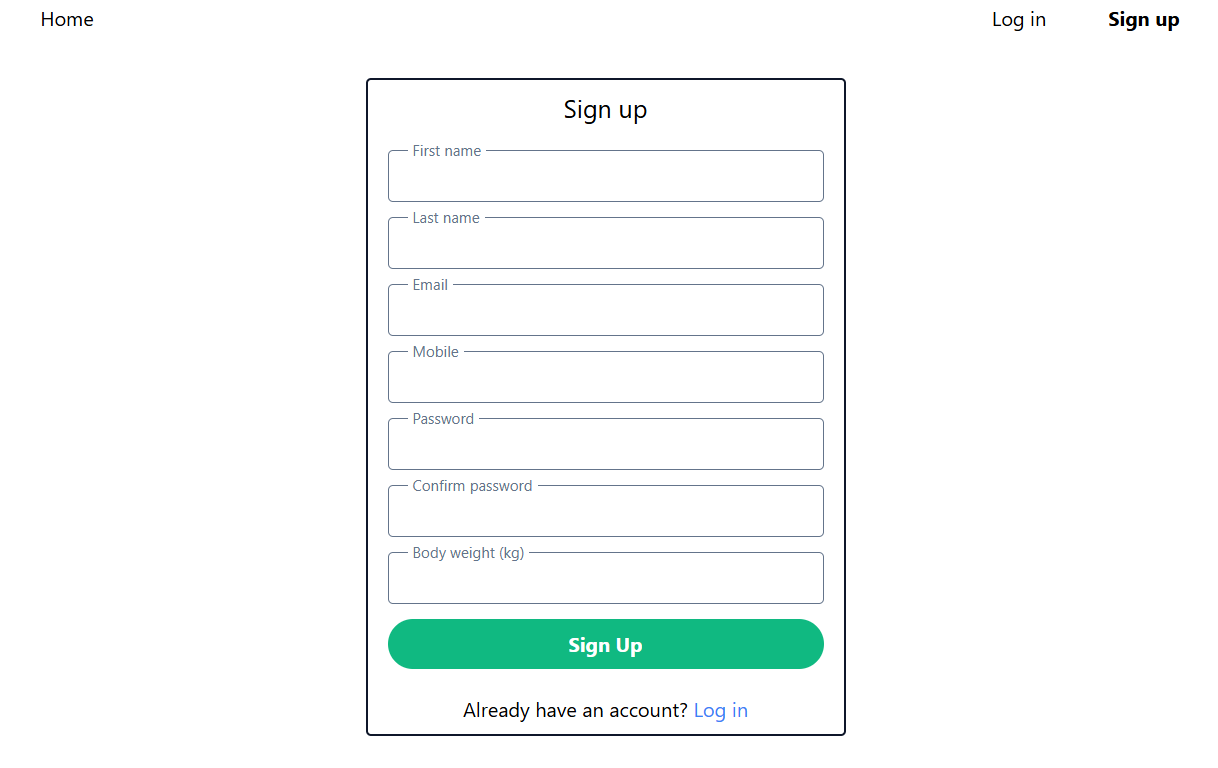 Home Log in Sign up
Sign up
First name
Last name
Email
Mobile
Password
Confirm password
Body weight (kg)
Sign Up
Already have an account? Log in